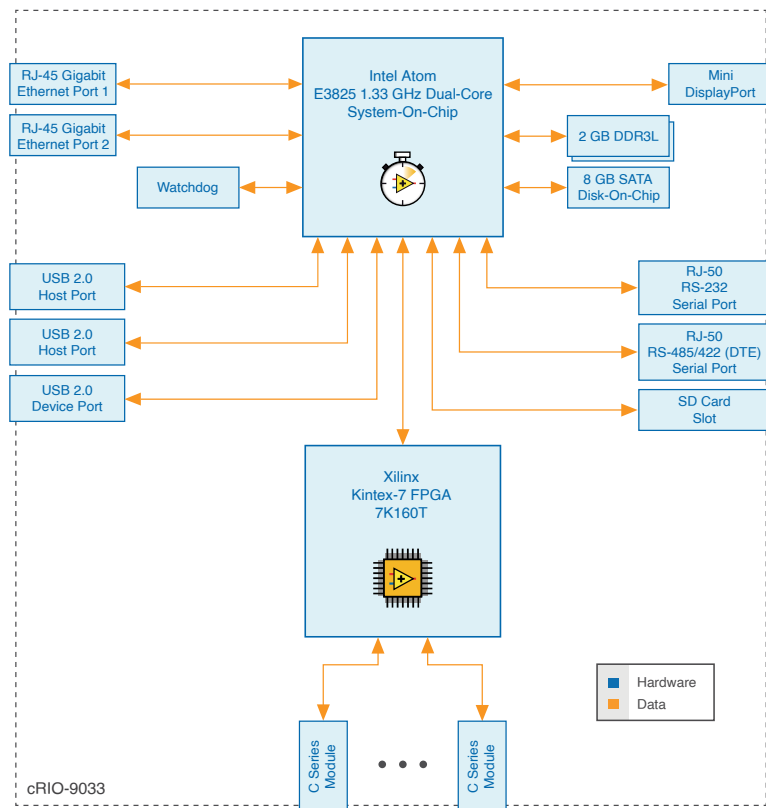 Intel Atom
E3825 1.33 GHz Dual-Core
System-On-Chip
RJ-45 Gigabit
Ethernet Port 1
RJ-45 Gigabit
Ethernet Port 2
Watchdog
Mini
DisplayPort
2 GB DDR3L
8 GB SATA
Disk-On-Chip
USB 2.0
Host Port
USB 2.0
Host Port
USB 2.0
Device Port
RJ-50
RS-232
Serial Port
RJ-50
RS-485/422 (DTE)
Serial Port
SD Card
Slot
Xilinx
Kintex-7 FPGA
7K160T
Hardware
Data
C Series
Module
C Series
Module
cRIO-9033